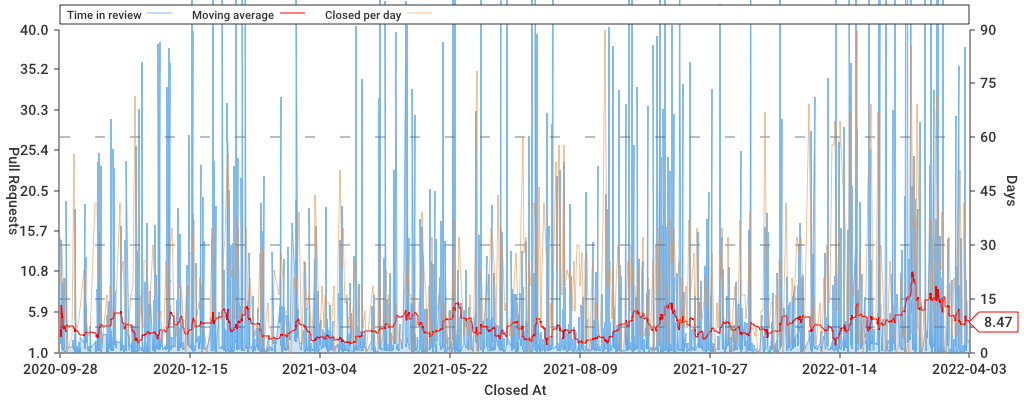 Time in review Moving average Closed per day
40.0 90
35.2 75
30.3 60
25.4
20.5 45
15.7 30
10.8
5.9 15
8.47
1.0 0
Pull Requests
Days
2020-09-28 2020-12-15 2021-03-04 2021-05-22 2021-08-09 2021-10-27 2022-01-14 2022-04-03
Closed At